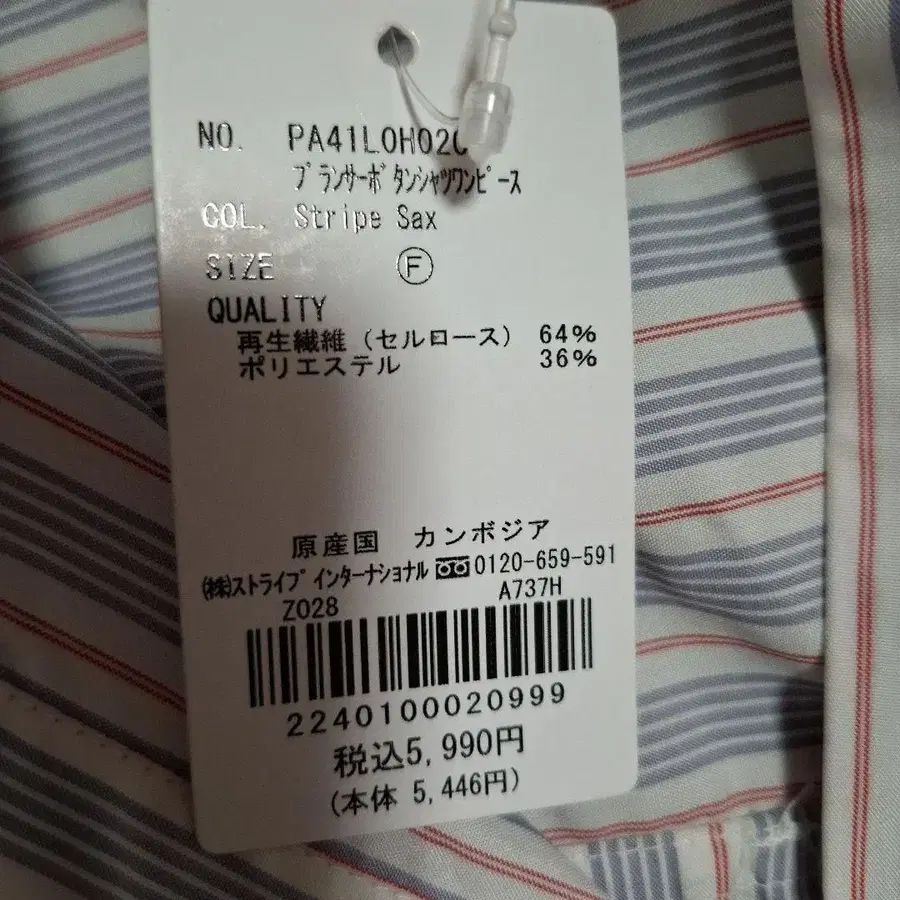 NO. PA41L0H020
ブランサーボタンシャツワンピース
COL. Stripe Sax
SIZE Ⓕ
QUALITY
再生繊維（セルロース） 64%
ポリエステル 36%
原産国 カンボジア
㈱ストライプインターナショナル 0120-659-591
Z028 A737H
2240100020999
税込5,990円
(本体 5,446円)